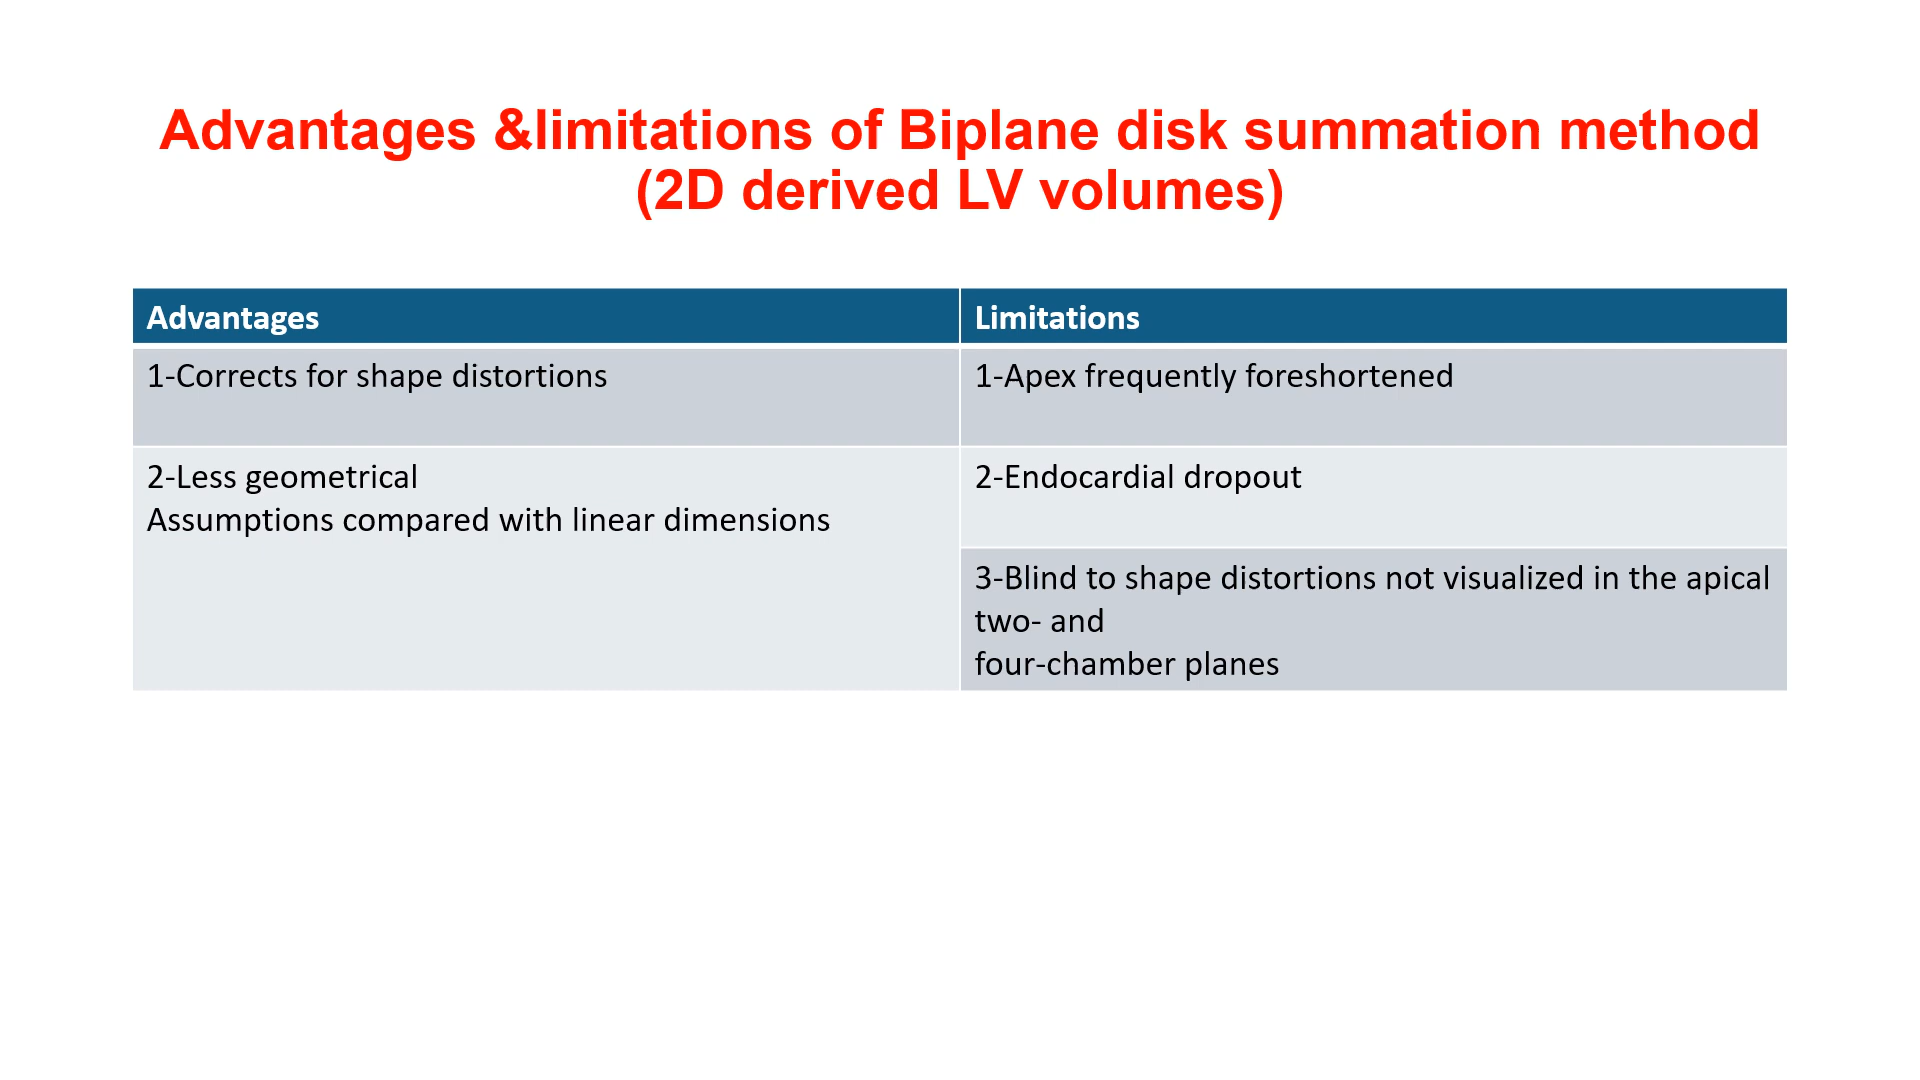 Advantages &limitations of Biplane disk summation method
(2D derived LV volumes)
Advantages
Limitations
1-Corrects for shape distortions
1-Apex frequently foreshortened
2-Less geometrical
Assumptions compared with linear dimensions
2-Endocardial dropout
3-Blind to shape distortions not visualized in the apical
two- and
four-chamber planes